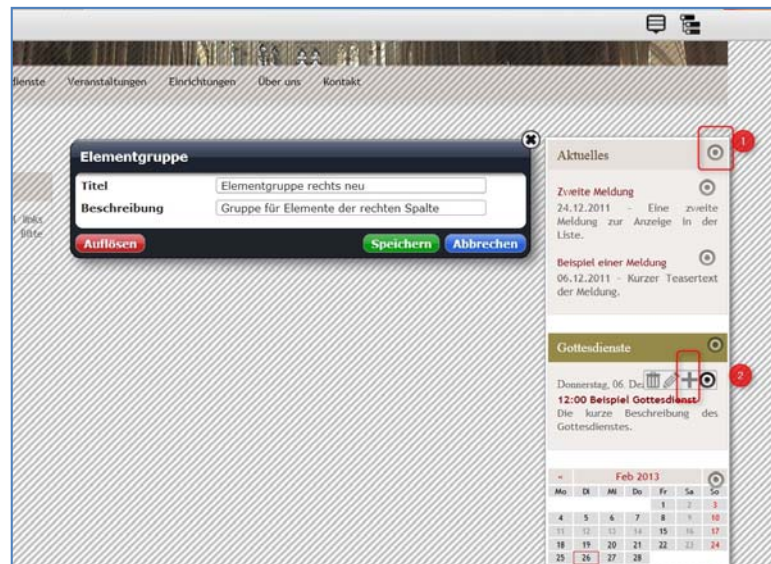 Veranstaltungen Einrichtungen Über uns Kontakt
Elementgruppe
Titel Elementgruppe rechts neu
Beschreibung Gruppe für Elemente der rechten Spalte
Auflösen Speichern Abbrechen
links
Bitte
Aktuelles
1
Zweite Meldung
24.12.2011 - Eine zweite
Meldung zur Anzeige in der
Liste.
Beispiel einer Meldung
06.12.2011 - Kurzer Teasertext
der Meldung.
Gottesdienste
2
Donnerstag, 06.
12:00 Beispiel Gottesdienst
Die kurze Beschreibung des
Gottesdienstes.
« Feb 2013
Mo Di Mi Do Fr Sa So
1 2 3
4 5 6 7 8 9 10
11 12 13 14 15 16 17
18 19 20 21 22 23 24
25 26 27 28